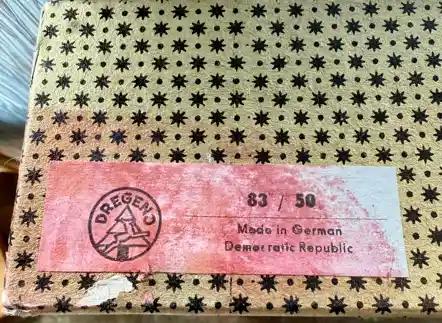 DREGENO
83 / 50
Made in German
Democratic Republic